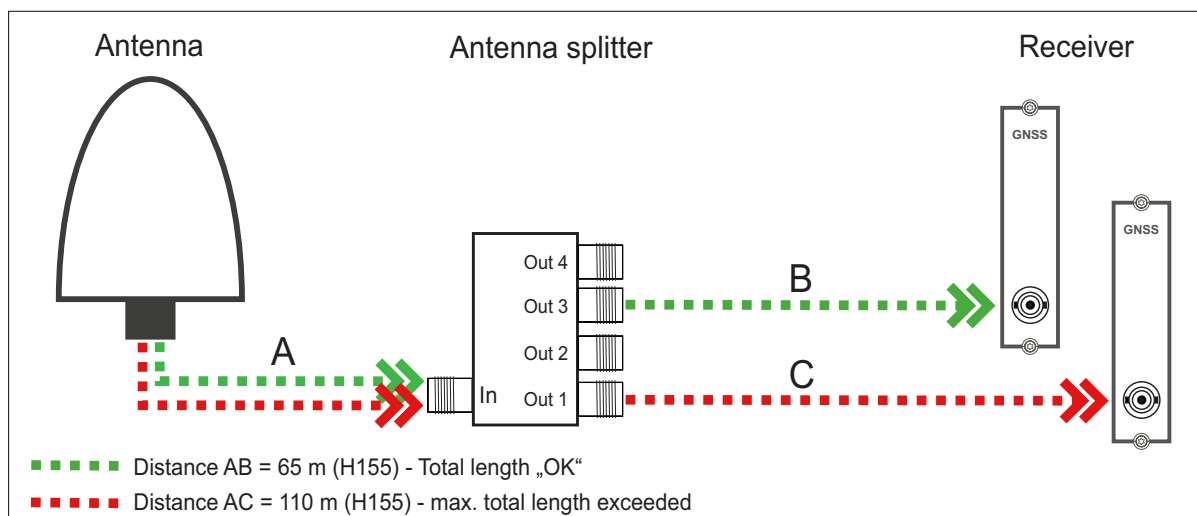 Antenna
Antenna splitter
Receiver
GNSS
GNSS
Out 4
B
Out 3
A
Out 2
C
In
Out 1
Distance AB = 65 m (H155) - Total length „OK“
Distance AC = 110 m (H155) - max. total length exceeded